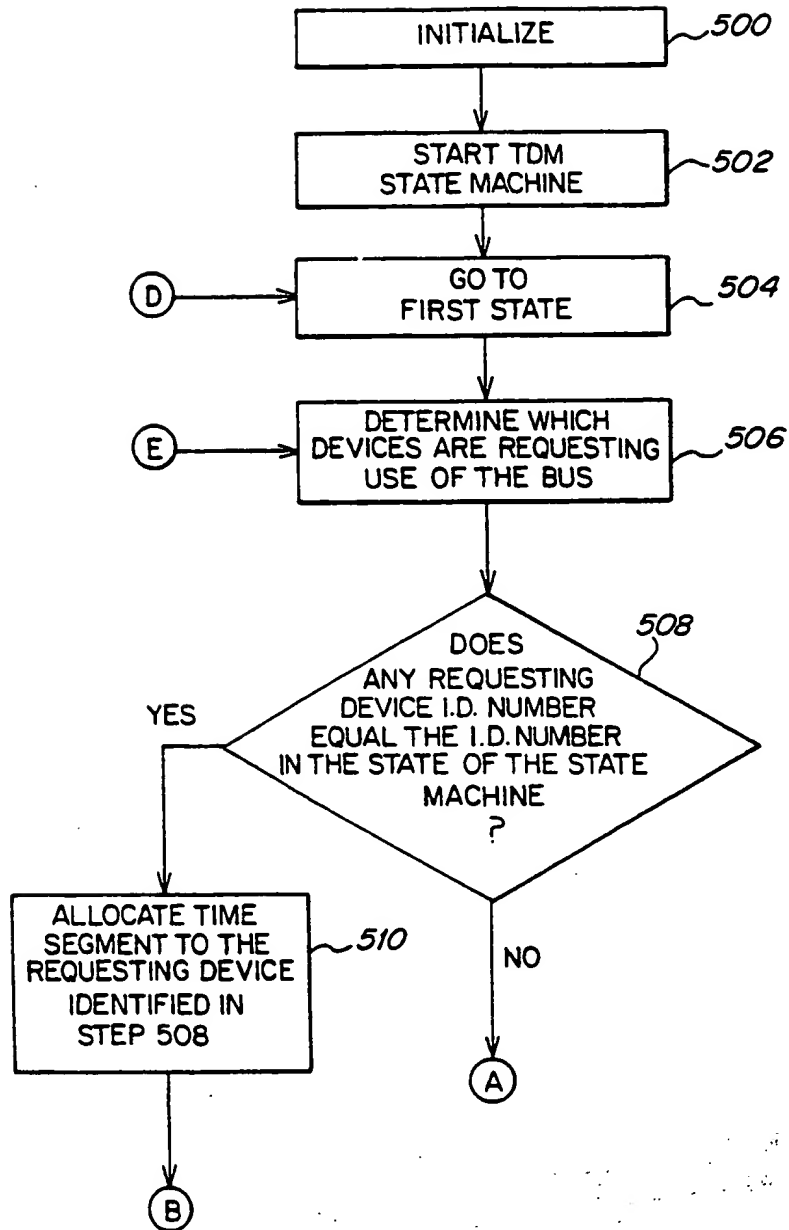 INITIALIZE
500
START TDM
STATE MACHINE
502
D
GO TO
FIRST STATE
504
E
DETERMINE WHICH
DEVICES ARE REQUESTING
USE OF THE BUS
506
DOES
ANY REQUESTING
DEVICE I.D. NUMBER
EQUAL THE I.D. NUMBER
IN THE STATE OF THE STATE
MACHINE
?
508
YES
ALLOCATE TIME
SEGMENT TO THE
REQUESTING DEVICE
IDENTIFIED IN
STEP 508
510
NO
A
B